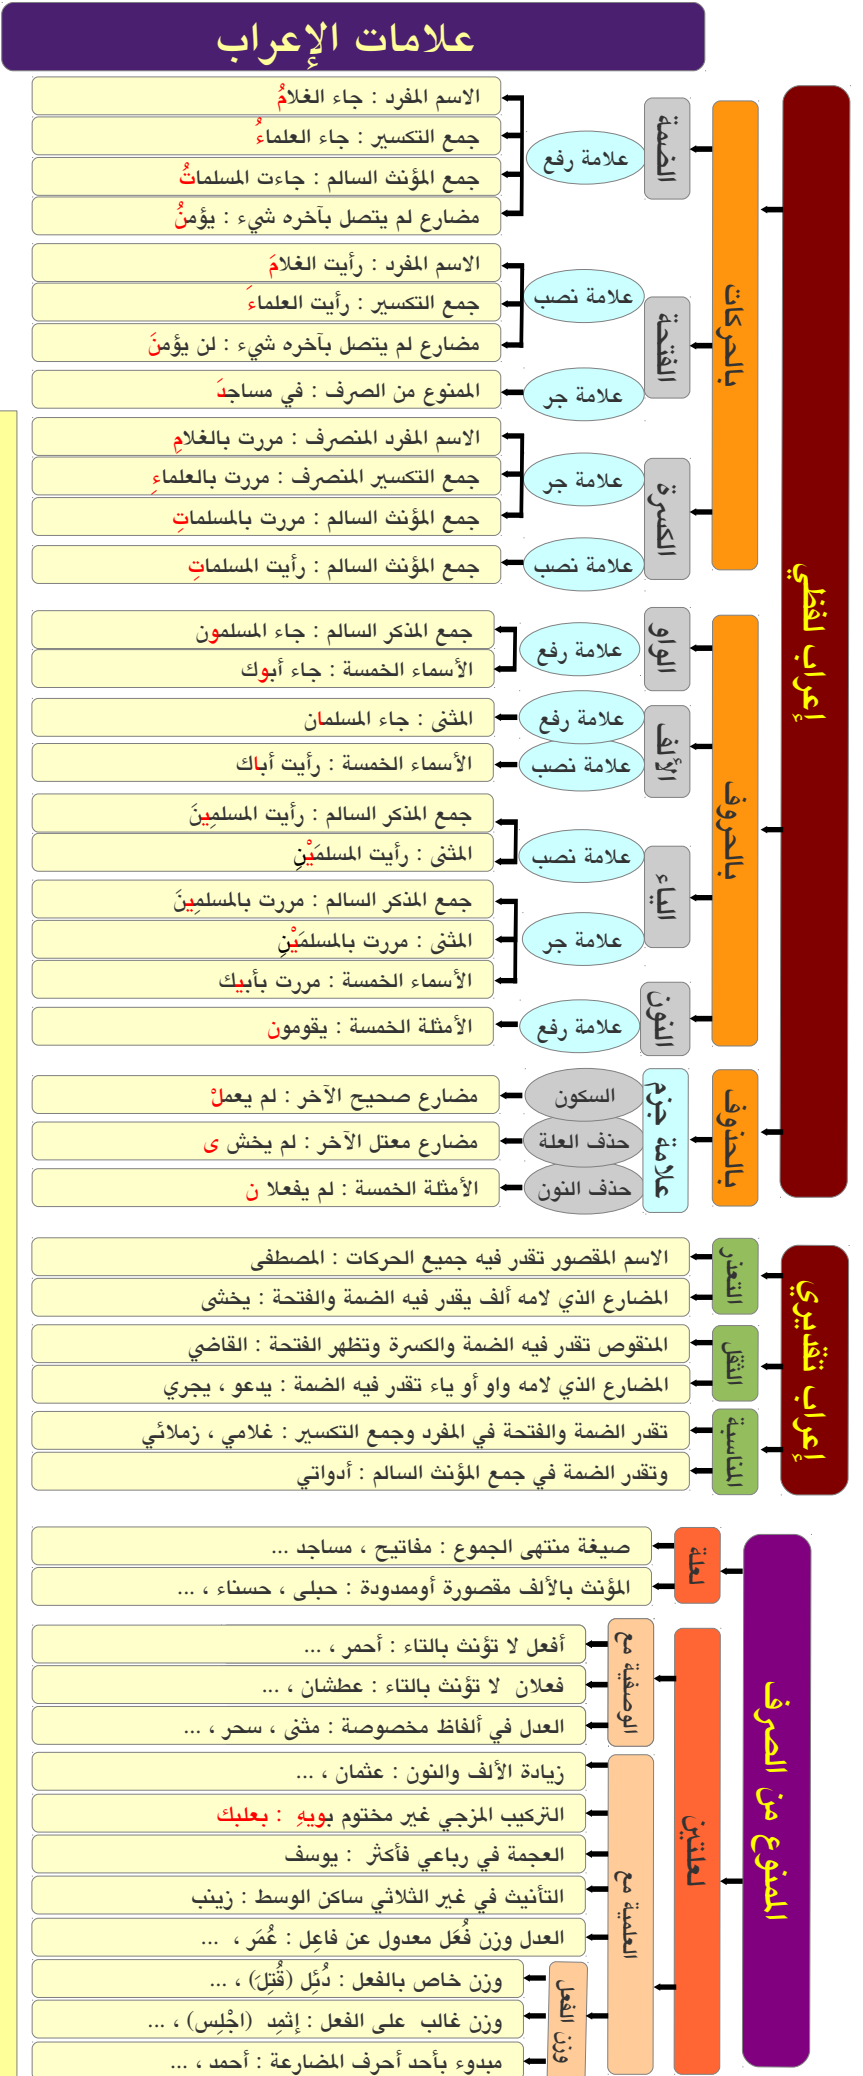 علامات الإعراب
إعراب لفظي
بالحركات
الضمة
علامة رفع
الاسم المفرد : جاء الغلامُ
جمع التكسير : جاء العلماءُ
جمع المؤنث السالم : جاءت المسلماتُ
مضارع لم يتصل بآخره شيء : يؤمنُ
الفتحة
علامة نصب
الاسم المفرد : رأيت الغلامَ
جمع التكسير : رأيت العلماءَ
مضارع لم يتصل بآخره شيء : لن يؤمنَ
علامة جر
الممنوع من الصرف : في مساجدَ
الكسرة
علامة جر
الاسم المفرد المنصرف : مررت بالغلامِ
جمع التكسير المنصرف : مررت بالعلماءِ
جمع المؤنث السالم : مررت بالمسلماتِ
علامة نصب
جمع المؤنث السالم : رأيت المسلماتِ
بالحروف
الواو
علامة رفع
جمع المذكر السالم : جاء المسلمون
الأسماء الخمسة : جاء أبوك
الألف
علامة رفع
المثنى : جاء المسلمان
علامة نصب
الأسماء الخمسة : رأيت أباك
الياء
علامة نصب
جمع المذكر السالم : رأيت المسلمِينَ
المثنى : رأيت المسلمَيْنِ
علامة جر
جمع المذكر السالم : مررت بالمسلمِينَ
المثنى : مررت بالمسلمَيْنِ
الأسماء الخمسة : مررت بأبيك
النون
علامة رفع
الأمثلة الخمسة : يقومون
بالحذوف
علامة جزم
السكون
مضارع صحيح الآخر : لم يعملْ
حذف العلة
مضارع معتل الآخر : لم يخش ى
حذف النون
الأمثلة الخمسة : لم يفعلا ن
إعراب تقديري
التعذر
الاسم المقصور تقدر فيه جميع الحركات : المصطفى
المضارع الذي لامه ألف يقدر فيه الضمة والفتحة : يخشى
الثقل
المنقوص تقدر فيه الضمة والكسرة وتظهر الفتحة : القاضي
المضارع الذي لامه واو أو ياء تقدر فيه الضمة : يدعو ، يجري
المناسبة
تقدر الضمة والفتحة في المفرد وجمع التكسير : غلامي ، زملائي
وتقدر الضمة في جمع المؤنث السالم : أدواتي
الممنوع من الصرف
لعلة
صيغة منتهى الجموع : مفاتيح ، مساجد ...
المؤنث بالألف مقصورة أوممدودة : حبلى ، حسناء ، ...
لعلتين
الوصفية مع
أفعل لا تؤنث بالتاء : أحمر ، ...
فعلان لا تؤنث بالتاء : عطشان ، ...
العدل في ألفاظ مخصوصة : مثنى ، سحر ، ...
العلمية مع
زيادة الألف والنون : عثمان ، ...
التركيب المزجي غير مختوم بويهِ : بعلبك
العجمة في رباعي فأكثر : يوسف
التأنيث في غير الثلاثي ساكن الوسط : زينب
العدل وزن فُعَل معدول عن فاعِل : عُمَر ، ...
وزن الفعل
وزن خاص بالفعل : دُئِل (قُتِلَ) ، ...
وزن غالب على الفعل : إثمِد (اجْلِس) ، ...
مبدوء بأحد أحرف المضارعة : أحمد ، ...